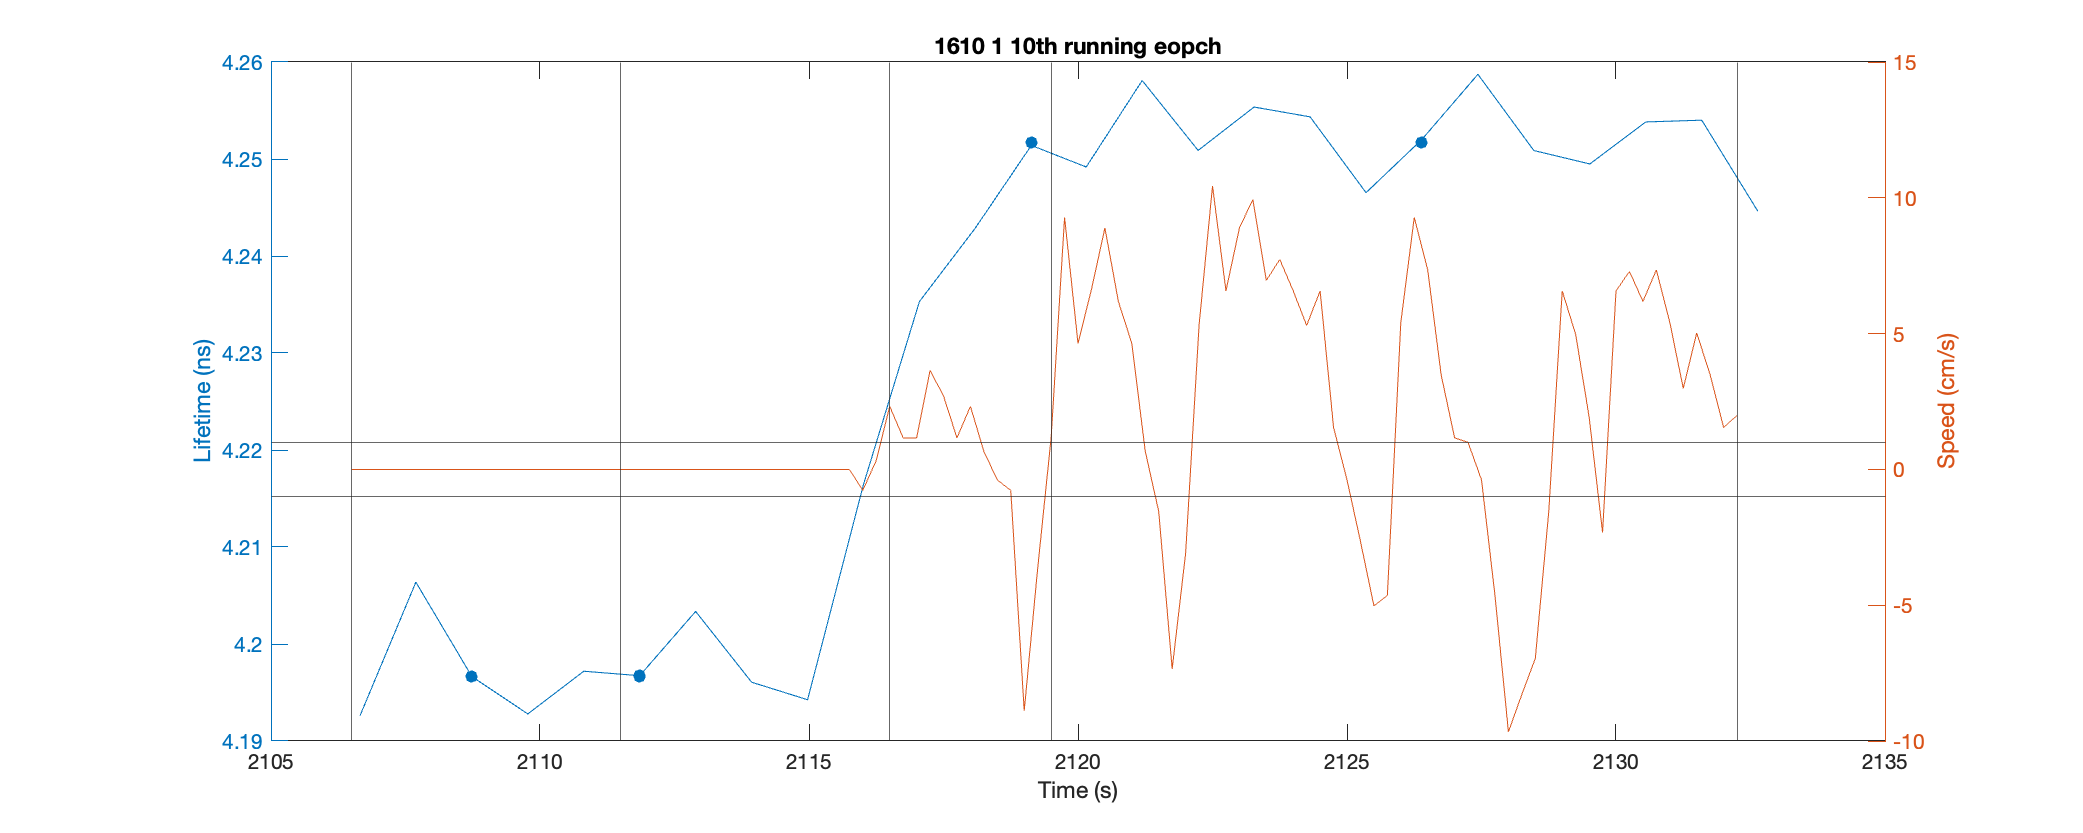 1610 1 10th running eopch
4.26
4.25
4.24
4.23
4.22
4.21
4.2
4.19
Lifetime (ns)
15
10
5
0
-5
-10
Speed (cm/s)
2105 2110 2115 2120 2125 2130 2135
Time (s)